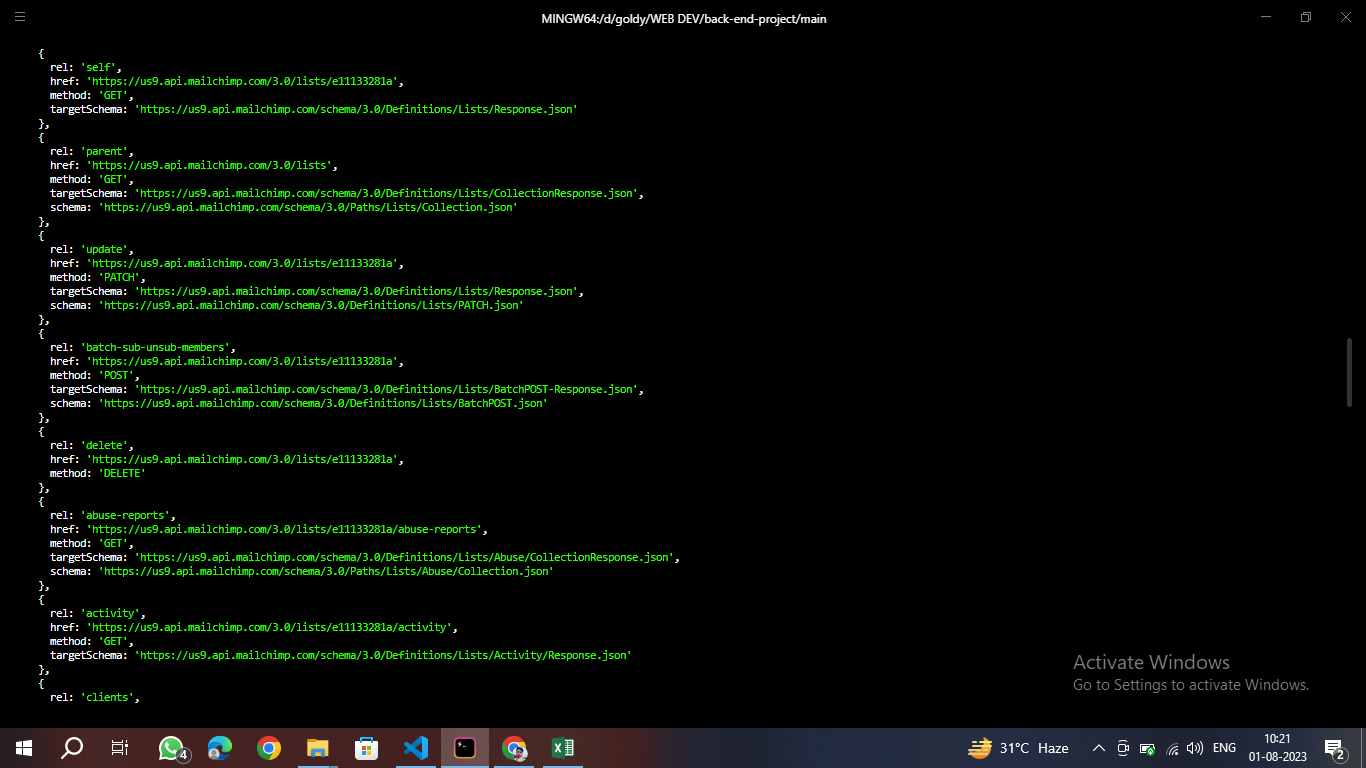 MINGW64:/d/goldy/WEB DEV/back-end-project/main
{
rel: 'self',
href: 'https://us9.api.mailchimp.com/3.0/lists/e11133281a',
method: 'GET',
targetSchema: 'https://us9.api.mailchimp.com/schema/3.0/Definitions/Lists/Response.json'
},
{
rel: 'parent',
href: 'https://us9.api.mailchimp.com/3.0/lists',
method: 'GET',
targetSchema: 'https://us9.api.mailchimp.com/schema/3.0/Definitions/Lists/CollectionResponse.json',
schema: 'https://us9.api.mailchimp.com/schema/3.0/Paths/Lists/Collection.json'
},
{
rel: 'update',
href: 'https://us9.api.mailchimp.com/3.0/lists/e11133281a',
method: 'PATCH',
targetSchema: 'https://us9.api.mailchimp.com/schema/3.0/Definitions/Lists/Response.json',
schema: 'https://us9.api.mailchimp.com/schema/3.0/Definitions/Lists/PATCH.json'
},
{
rel: 'batch-sub-unsub-members',
href: 'https://us9.api.mailchimp.com/3.0/lists/e11133281a',
method: 'POST',
targetSchema: 'https://us9.api.mailchimp.com/schema/3.0/Definitions/Lists/BatchPOST-Response.json',
schema: 'https://us9.api.mailchimp.com/schema/3.0/Definitions/Lists/BatchPOST.json'
},
{
rel: 'delete',
href: 'https://us9.api.mailchimp.com/3.0/lists/e11133281a',
method: 'DELETE'
},
{
rel: 'abuse-reports',
href: 'https://us9.api.mailchimp.com/3.0/lists/e11133281a/abuse-reports',
method: 'GET',
targetSchema: 'https://us9.api.mailchimp.com/schema/3.0/Definitions/Lists/Abuse/CollectionResponse.json',
schema: 'https://us9.api.mailchimp.com/schema/3.0/Paths/Lists/Abuse/Collection.json'
},
{
rel: 'activity',
href: 'https://us9.api.mailchimp.com/3.0/lists/e11133281a/activity',
method: 'GET',
targetSchema: 'https://us9.api.mailchimp.com/schema/3.0/Definitions/Lists/Activity/Response.json'
},
{
rel: 'clients',
Activate Windows
Go to Settings to activate Windows.
4
31°C Haze
ENG
10:21
01-08-2023
2